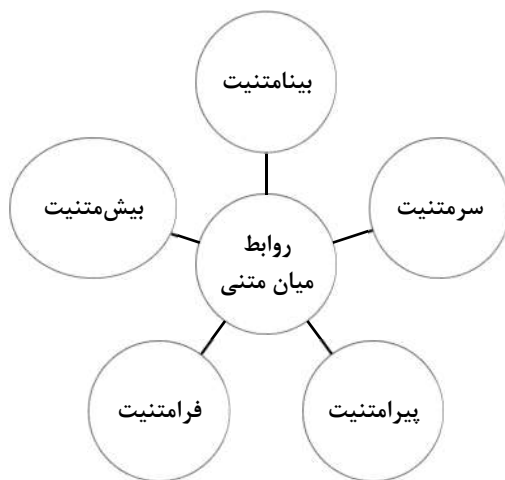 بینامتنیت
سرمتنیت
بیش‌متنیت
روابط
میان متنی
پیرامتنیت
فرامتنیت